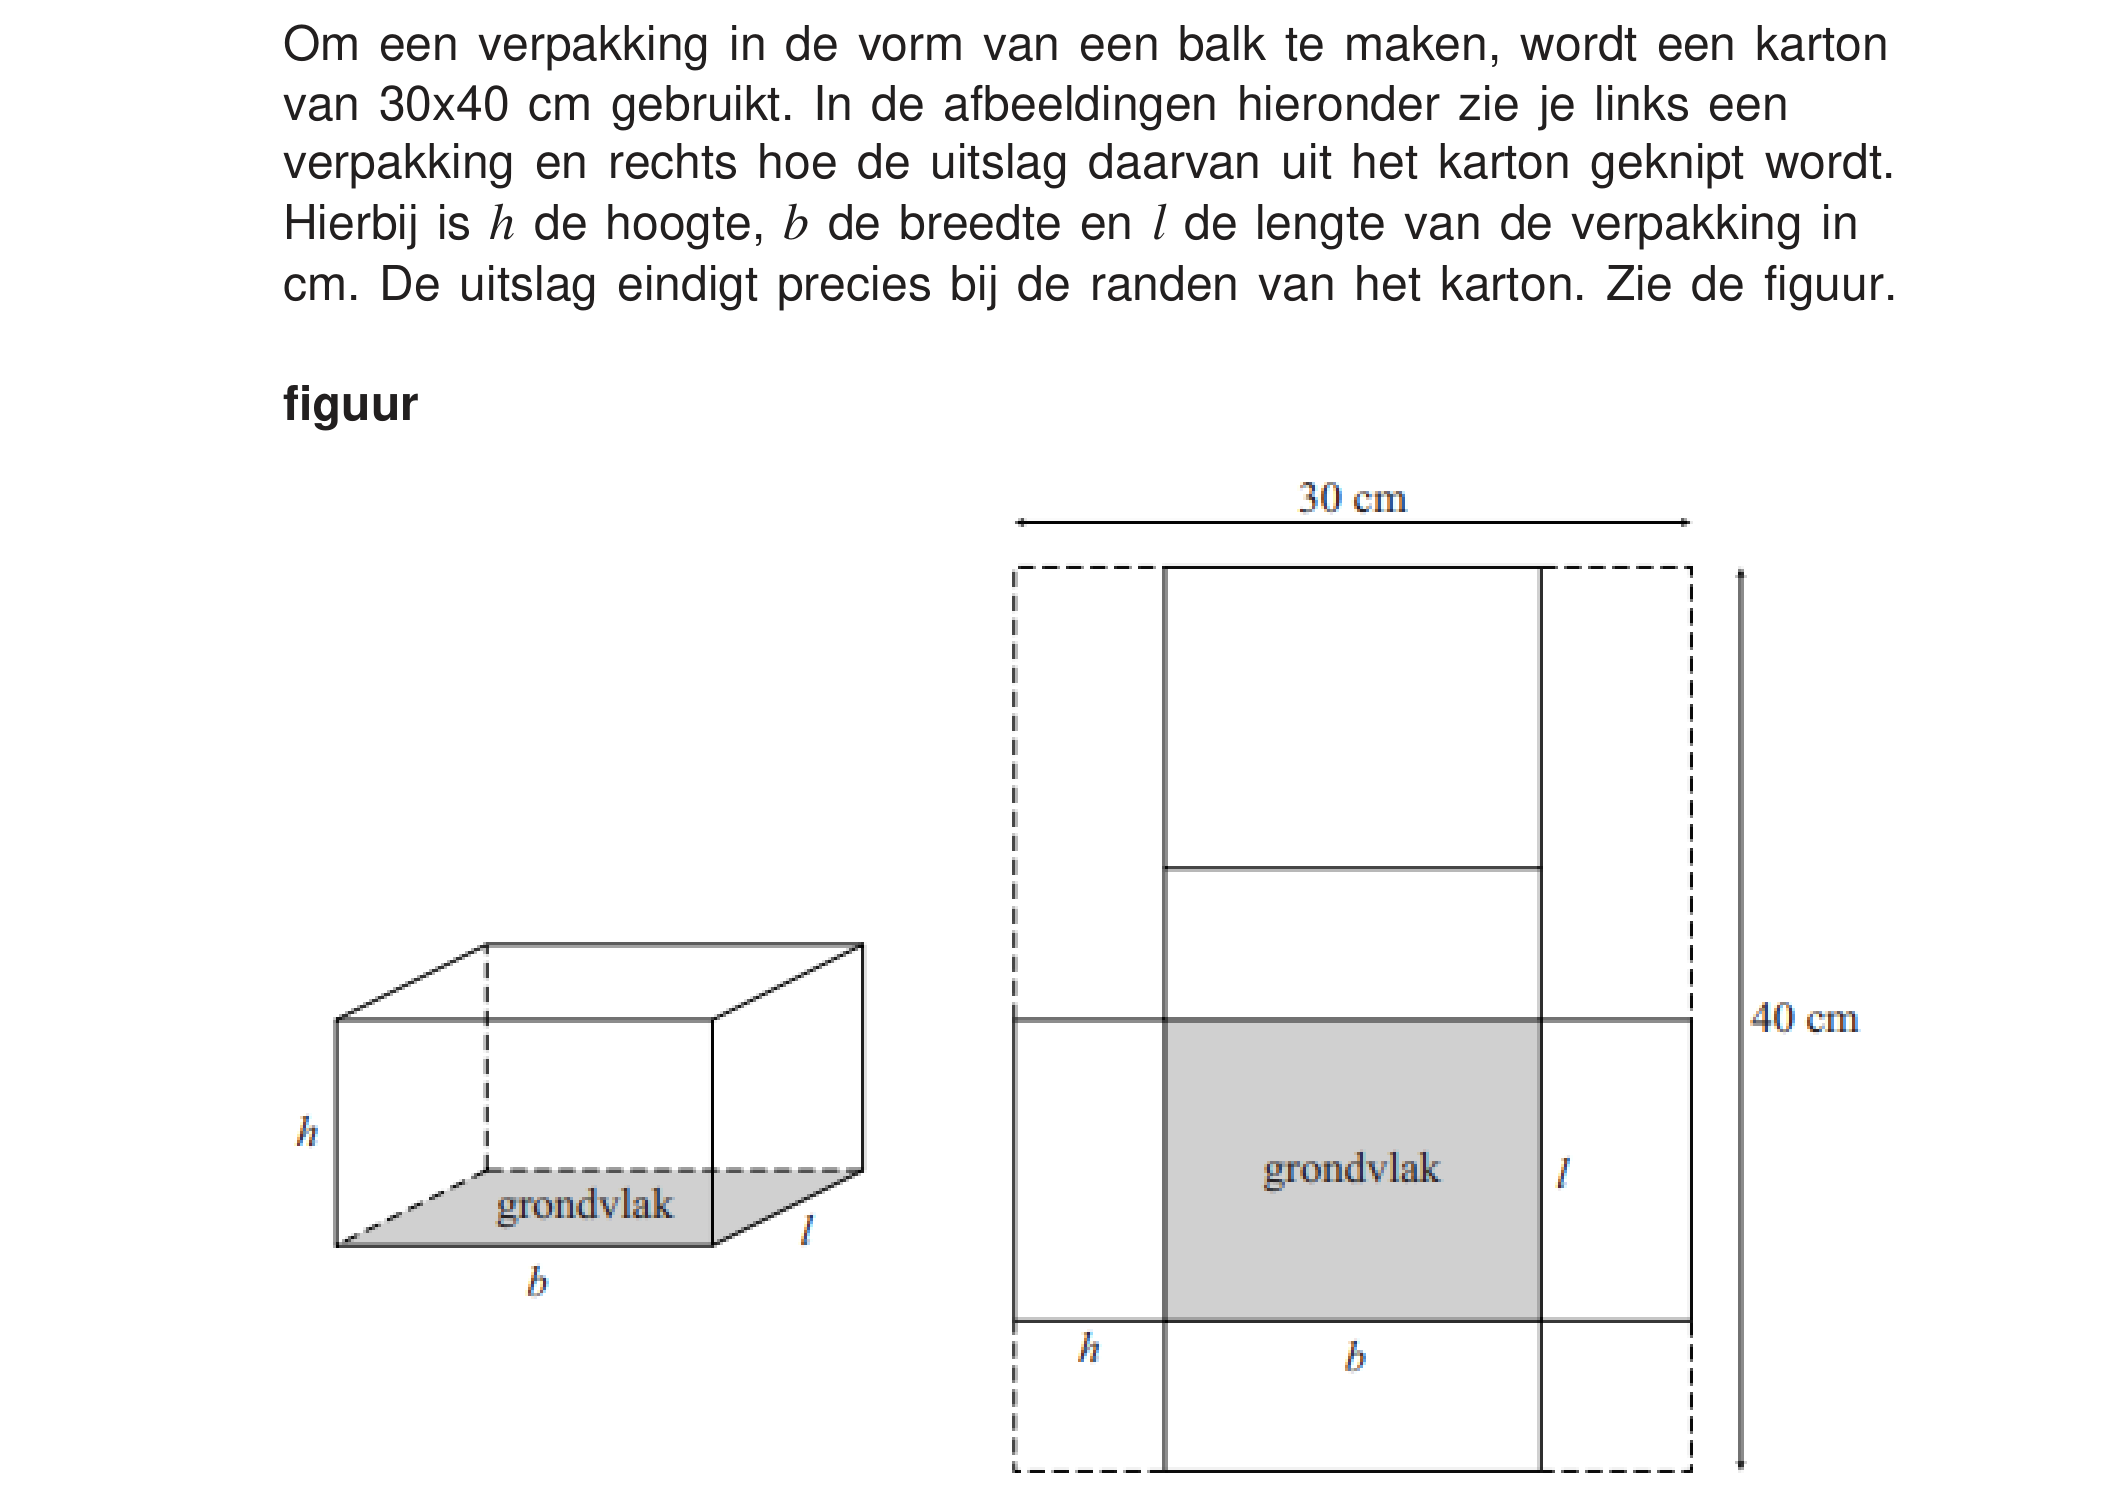 Om een verpakking in de vorm van een balk te maken, wordt een karton
van 30x40 cm gebruikt. In de afbeeldingen hieronder zie je links een
verpakking en rechts hoe de uitslag daarvan uit het karton geknipt wordt.
Hierbij is h de hoogte, b de breedte en l de lengte van de verpakking in
cm. De uitslag eindigt precies bij de randen van het karton. Zie de figuur.
figuur
30 cm
40 cm
h
grondvlak
l
b
grondvlak
l
h
b